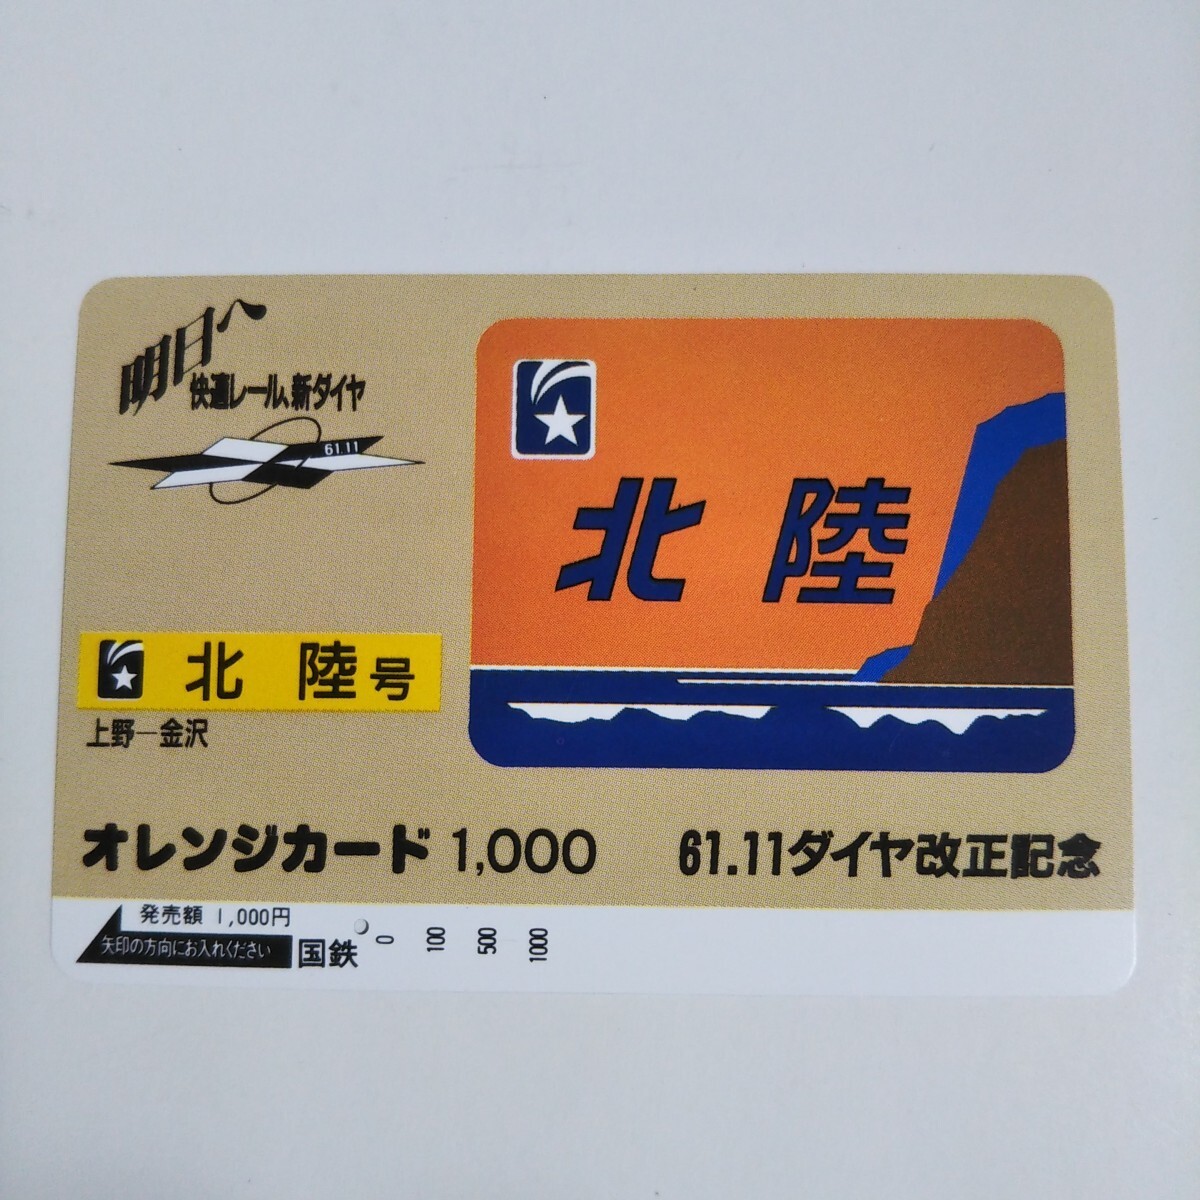 明日へ
快適レール、新ダイヤ
61.11
北陸
北陸号
上野―金沢
オレンジカード 1,000
61.11ダイヤ改正記念
発売額 1,000円
矢印の方向にお入れください
国鉄
0 100 500 1000